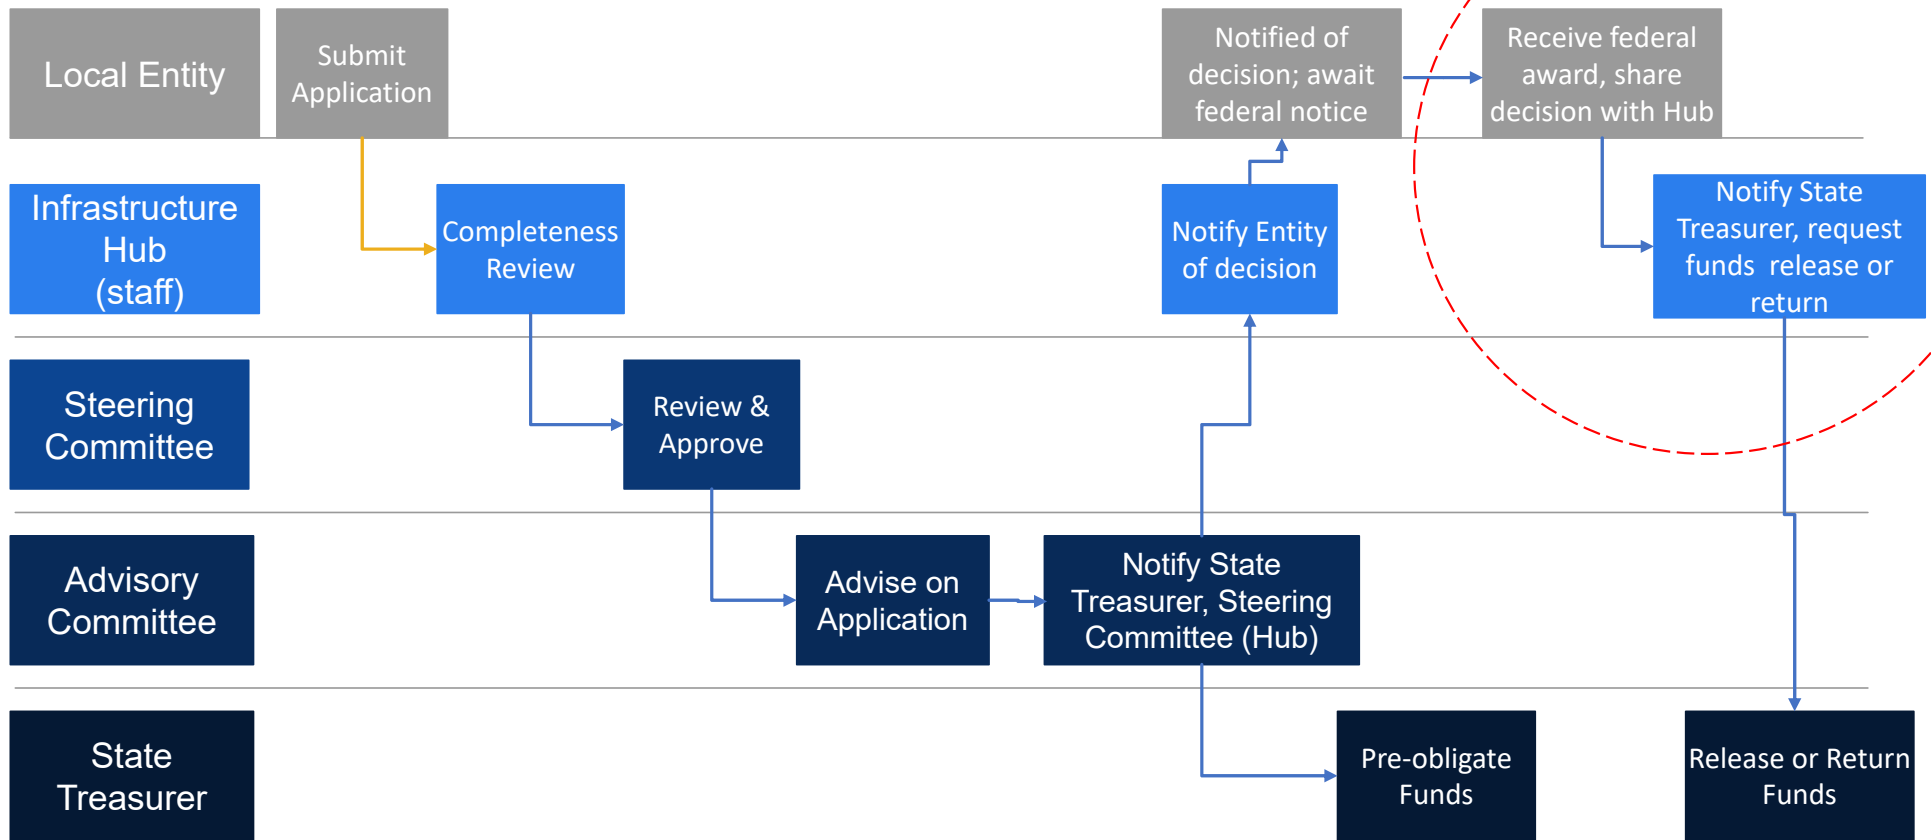 Local Entity
Submit
Application
Notified of
decision; await
federal notice
Receive federal
award, share
decision with Hub
Infrastructure
Hub
(staff)
Completeness
Review
Notify Entity
of decision
Notify State
Treasurer, request
funds release or
return
Steering
Committee
Review &
Approve
Advisory
Committee
Advise on
Application
Notify State
Treasurer, Steering
Committee (Hub)
State
Treasurer
Pre-obligate
Funds
Release or Return
Funds